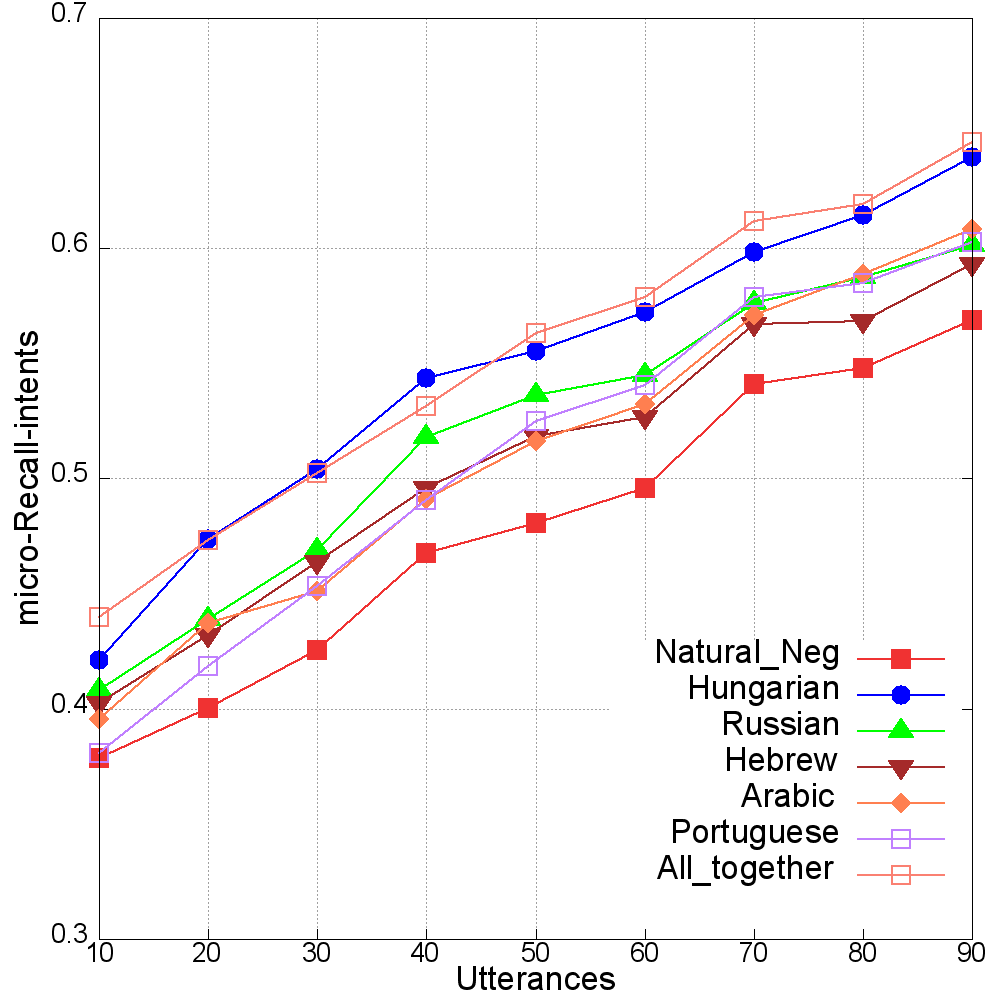 0.7
0.6
0.5
0.4
0.3
micro-Recall-intents
10 20 30 40 50 60 70 80 90
Utterances
Natural_Neg
Hungarian
Russian
Hebrew
Arabic
Portuguese
All_together